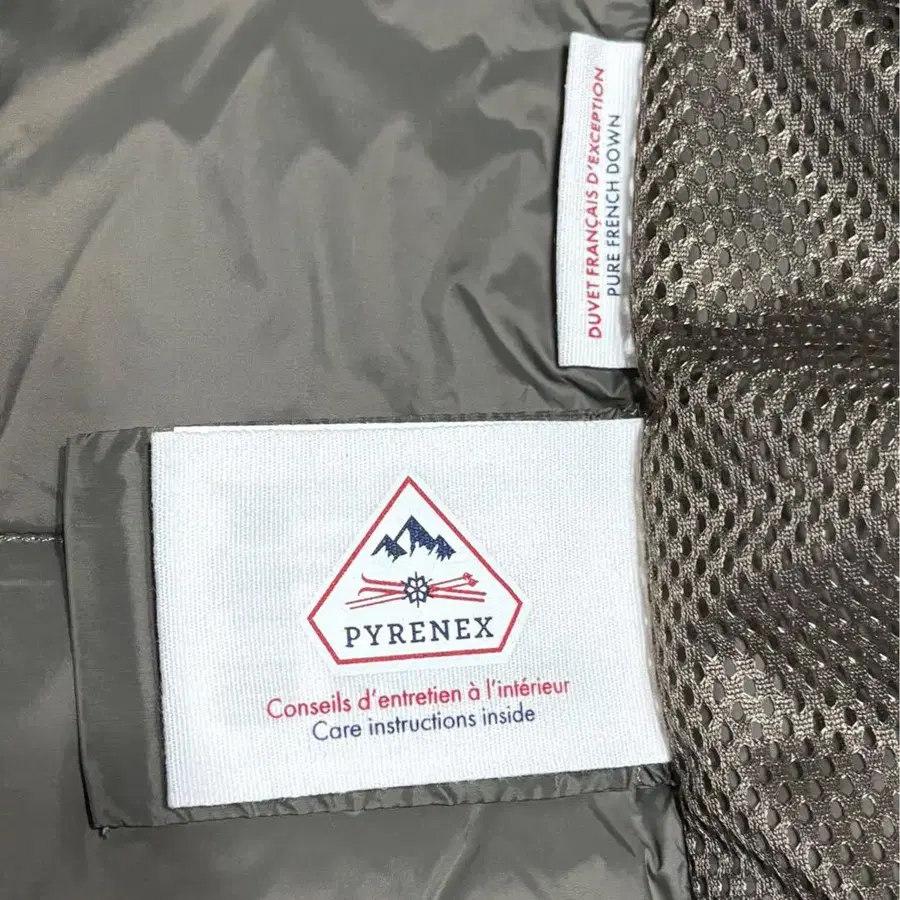 DUVET FRANÇAIS D'EXCEPTION
PURE FRENCH DOWN
PYRENEX
Conseils d'entretien à l'intérieur
Care instructions inside